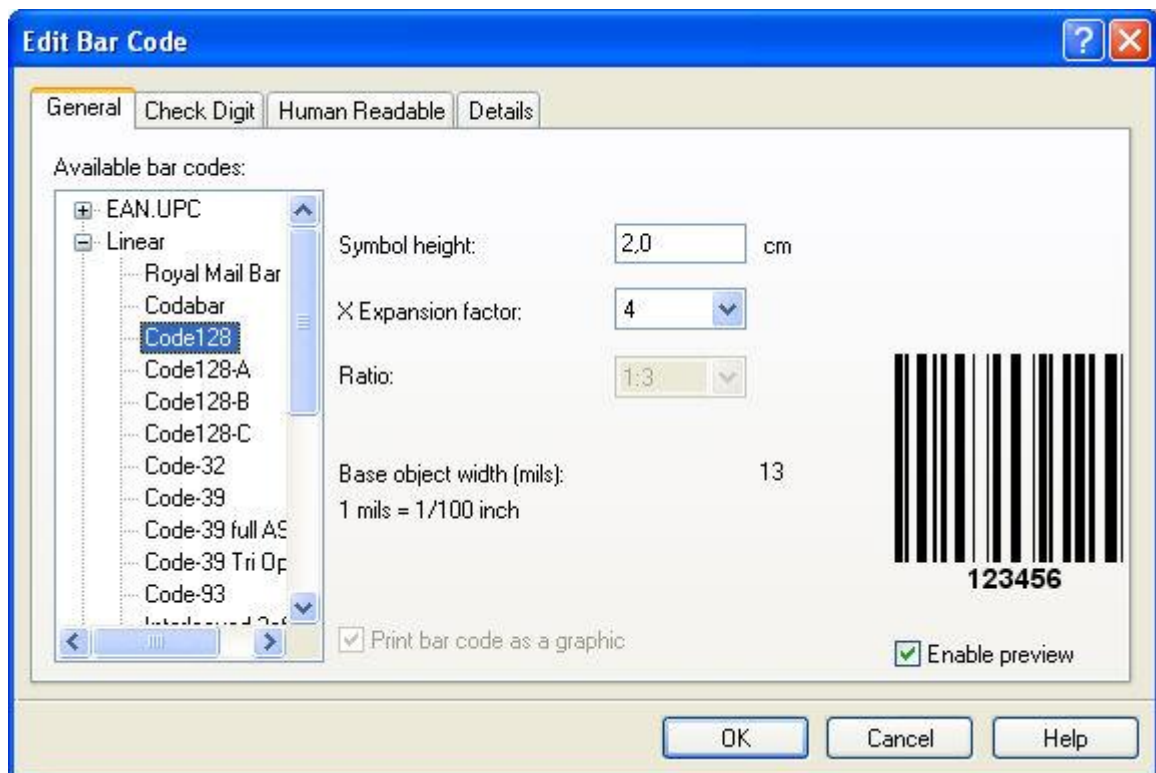 Edit Bar Code
General Check Digit Human Readable Details
Available bar codes:
EAN.UPC
Linear
Royal Mail Bar
Codabar
Code128
Code128-A
Code128-B
Code128-C
Code-32
Code-39
Code-39 full AS
Code-39 Tri Op
Code-93
Symbol height: 2,0 cm
X Expansion factor: 4
Ratio: 1:3
Base object width (mils): 13
1 mils = 1/100 inch
123456
Print bar code as a graphic
Enable preview
OK Cancel Help